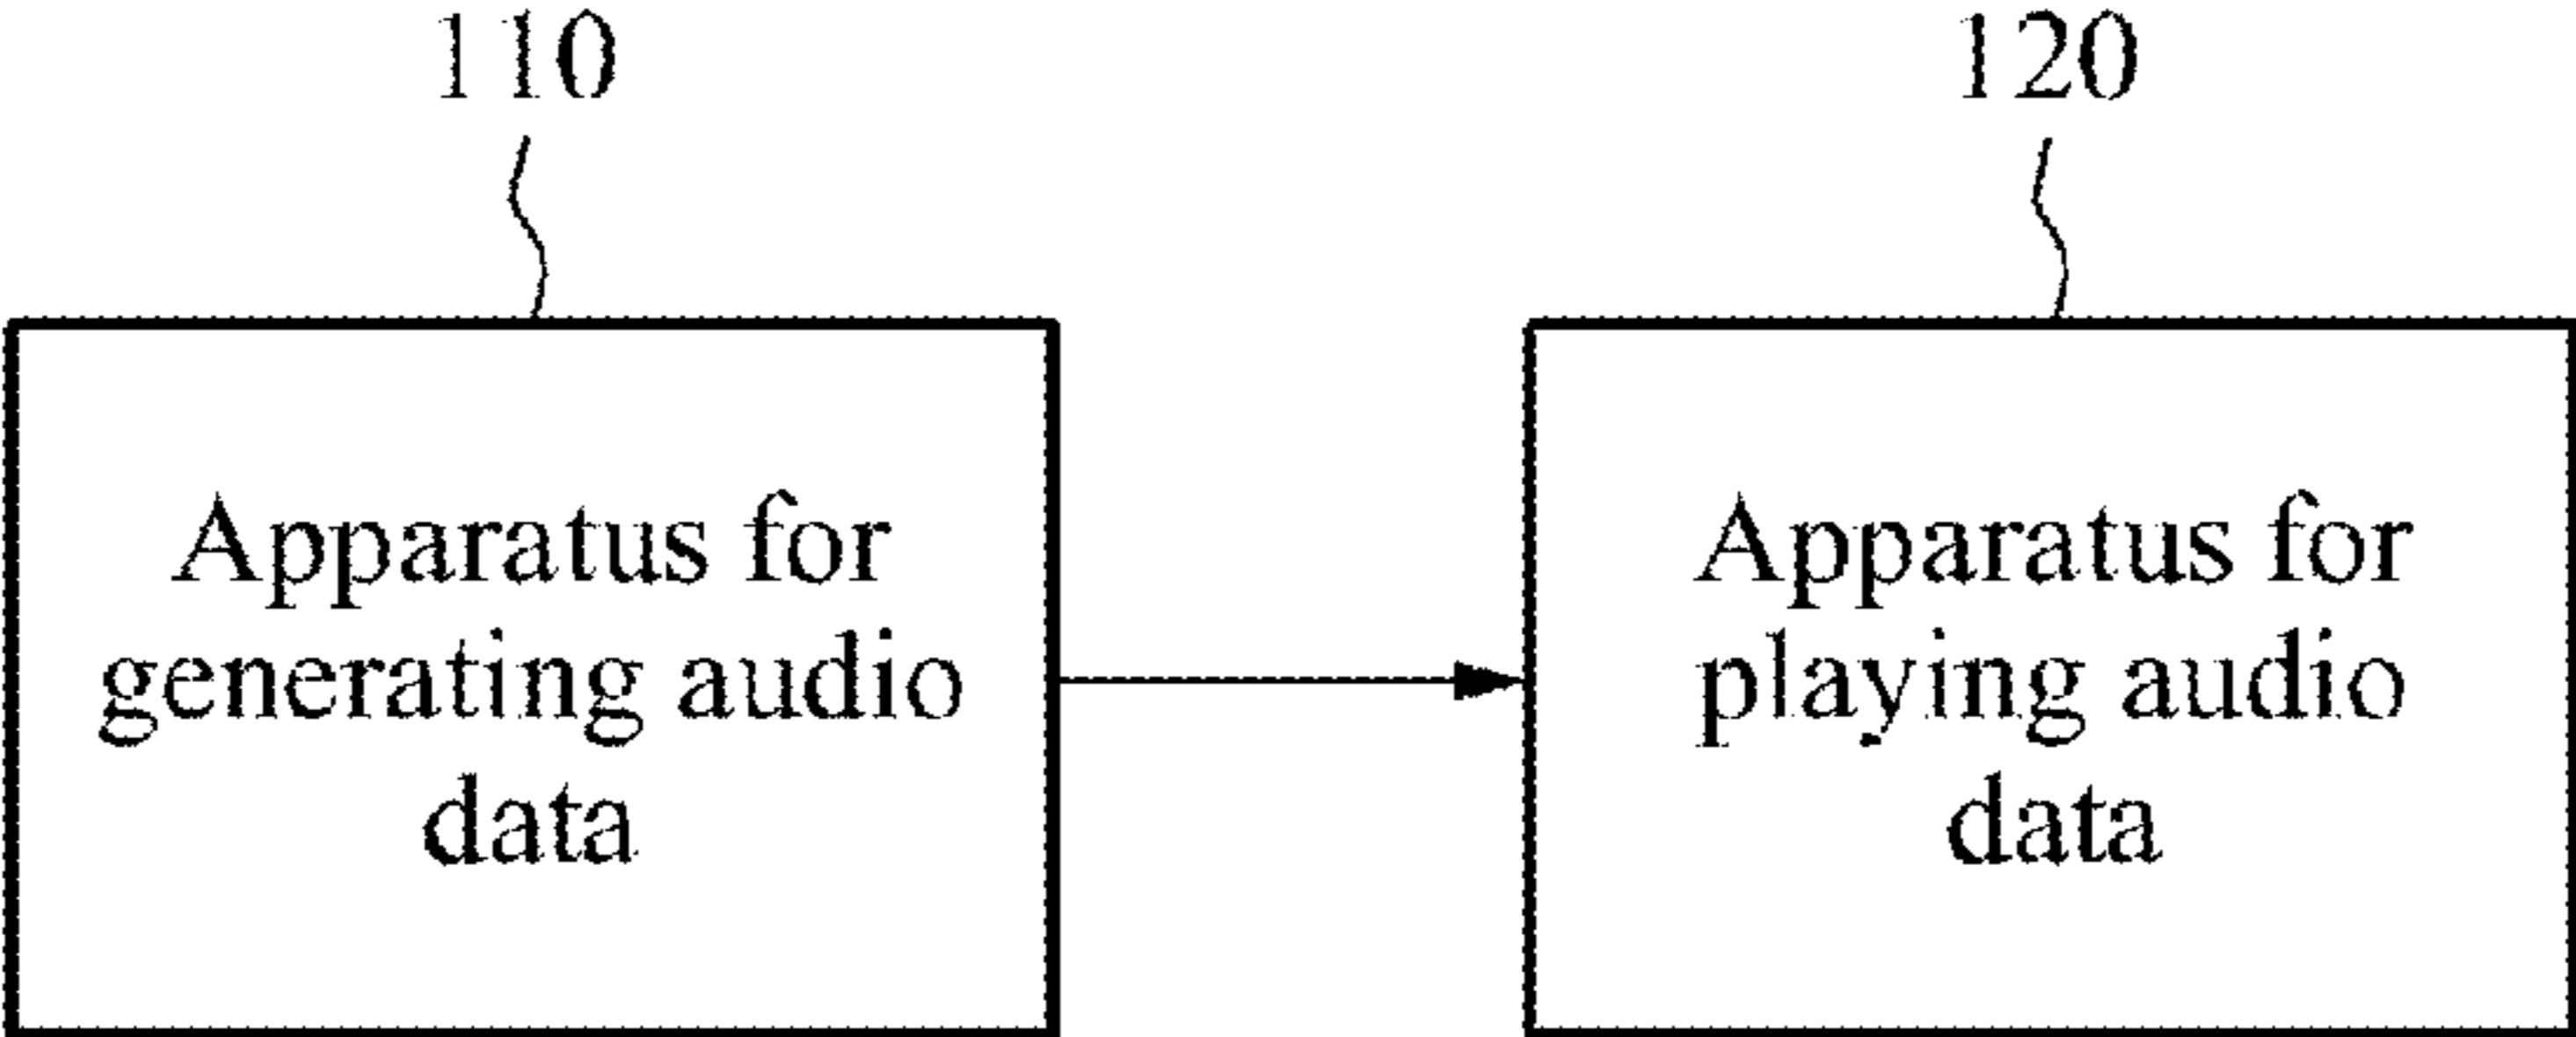 110
120
Apparatus for
generating audio
data
Apparatus for
playing audio
data